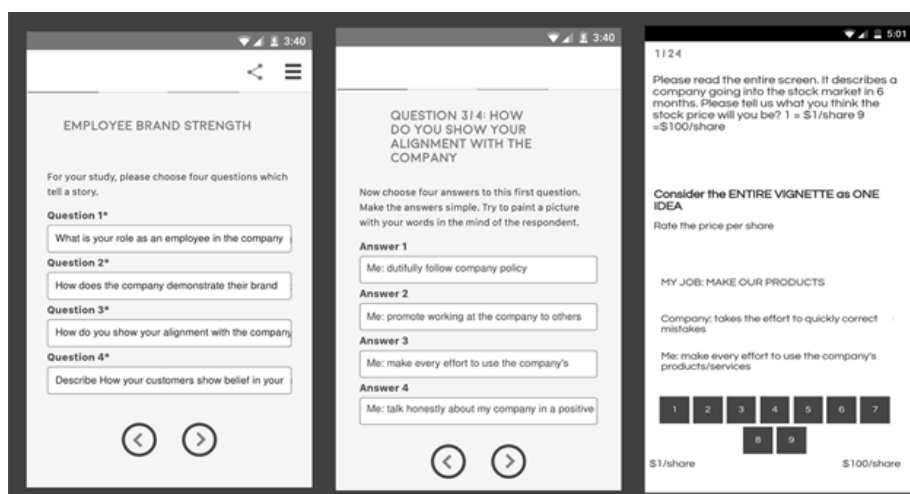 3:40
EMPLOYEE BRAND STRENGTH
For your study, please choose four questions which
tell a story.
Question 1*
What is your role as an employee in the company
Question 2*
How does the company demonstrate their brand
Question 3*
How do you show your alignment with the company
Question 4*
Describe How your customers show belief in your
3:40
QUESTION 3/4: HOW
DO YOU SHOW YOUR
ALIGNMENT WITH THE
COMPANY
Now choose four answers to this first question.
Make the answers simple. Try to paint a picture
with your words in the mind of the respondent.
Answer 1
Me: dutifully follow company policy
Answer 2
Me: promote working at the company to others
Answer 3
Me: make every effort to use the company's
Answer 4
Me: talk honestly about my company in a positive
5:01
1/24
Please read the entire screen. It describes a
company going into the stock market in 6
months. Please tell us what you think the
stock price will you be? 1 = $1/share 9
=$100/share
Consider the ENTIRE VIGNETTE as ONE
IDEA
Rate the price per share
MY JOB: MAKE OUR PRODUCTS
Company: takes the effort to quickly correct
mistakes
Me: make every effort to use the company's
products/services
1 2 3 4 5 6 7
8 9
$1/share $100/share